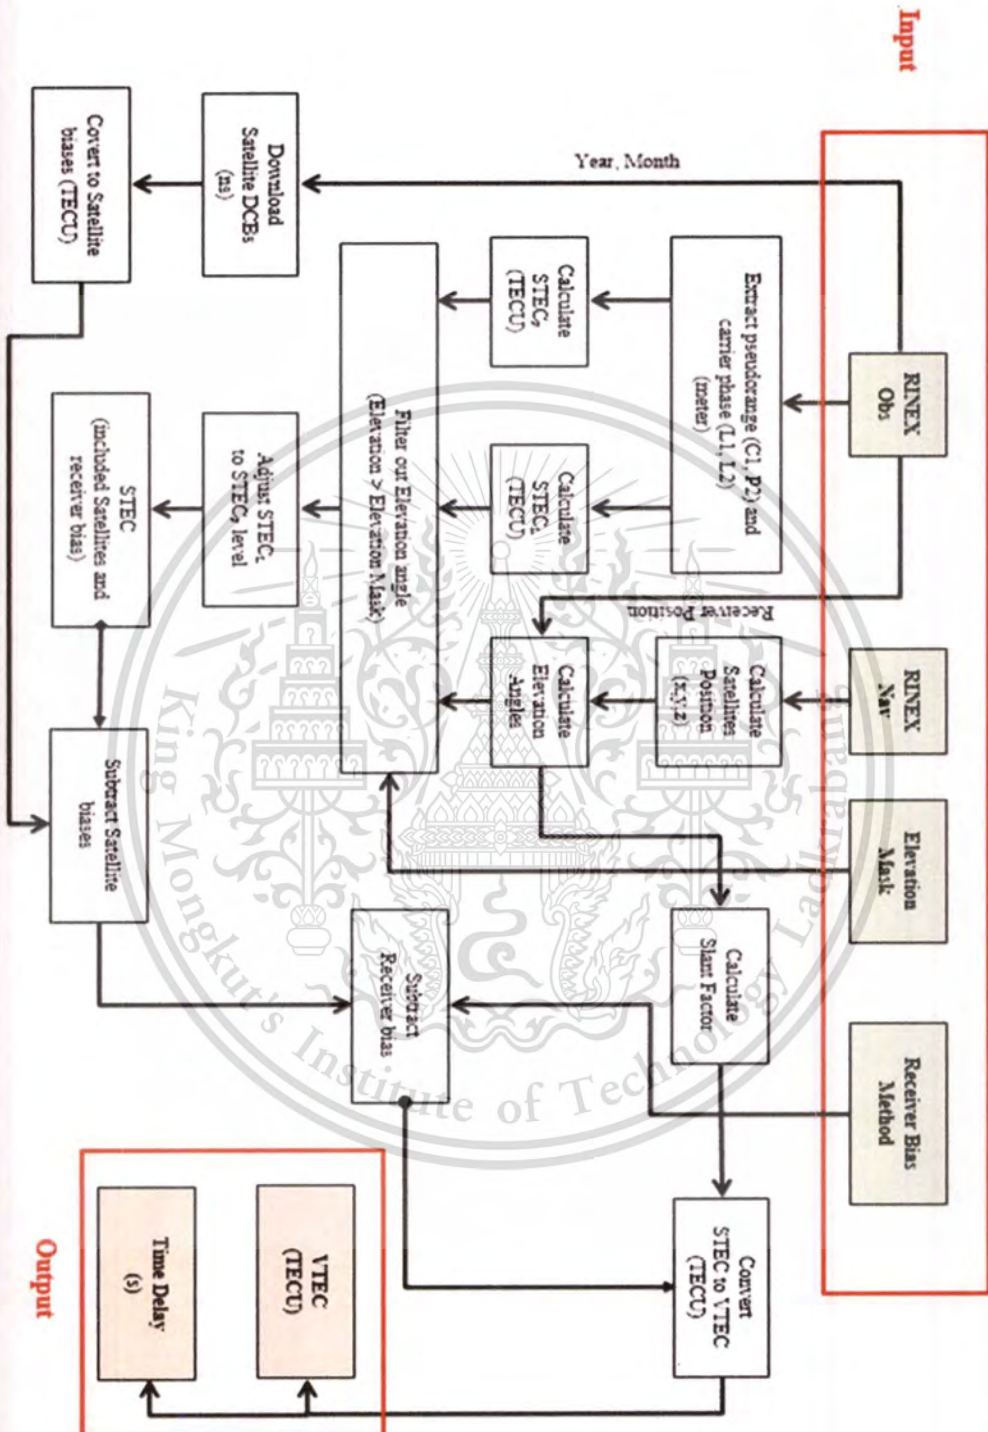 Input
RINEX
Obs
RINEX
Nav
Elevation
Mask
Receiver Bias
Method
Year, Month
Extract pseudorange (C1, P2) and
carrier phase (L1, L2)
(meter)
Receiver Position
Calculate
Satellites
Position
(x,y,z)
Download
Satellite DCBs
(ns)
Calculate
STECₚ
(TECU)
Calculate
STEC_L
(TECU)
Calculate
Elevation
Angles
Calculate
Slant Factor
Convert
STEC to VTEC
(TECU)
Covert to Satellite
biases (TECU)
Filter out Elevation angle
(Elevation > Elevation Mask)
Adjust STEC_L
to STECₚ level
STEC
(included Satellites and
receiver bias)
Subtract Satellite
biases
Subtract
Receiver bias
VTEC
(TECU)
Time Delay
(s)
Output
King Mongkut's Institute of Technology Ladkrabang